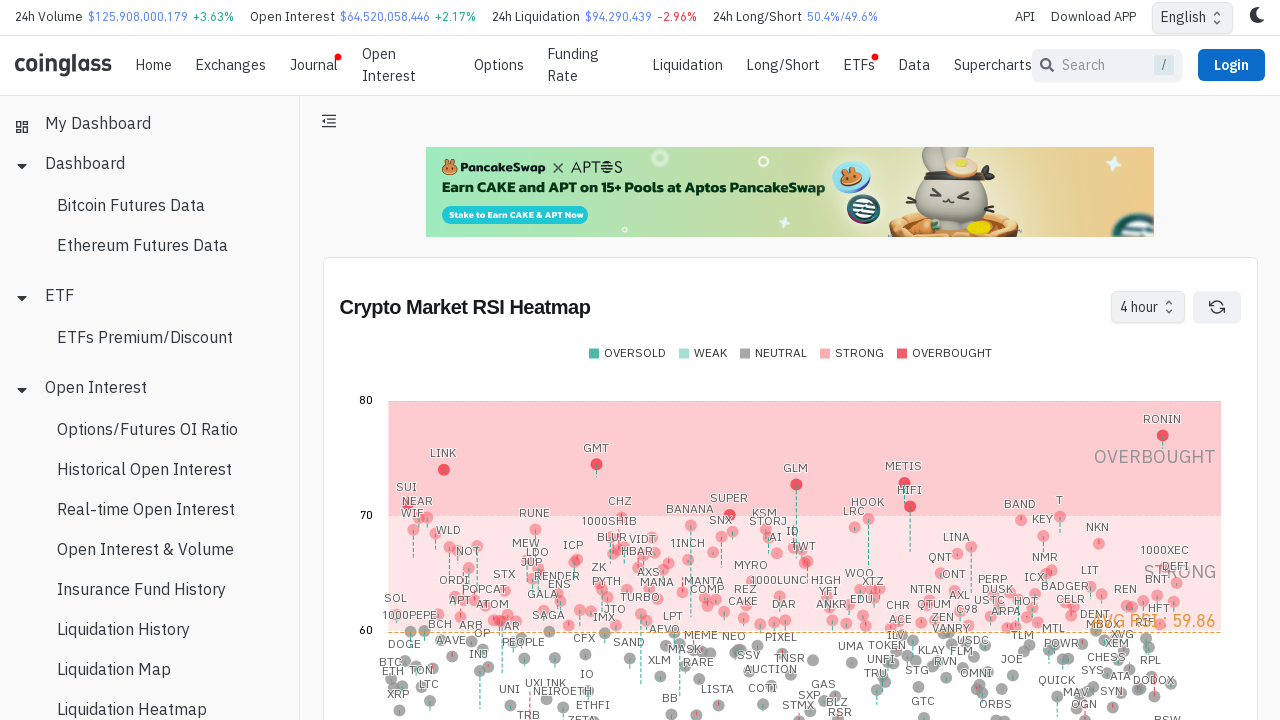 24h Volume $125,908,000,179 +3.63% Open Interest $64,520,058,446 +2.17% 24h Liquidation $94,290,439 -2.96% 24h Long/Short 50.4%/49.6% API Download APP English
coinglass Home Exchanges Journal Open Interest Options Funding Rate Liquidation Long/Short ETFs Data Supercharts Search / Login
My Dashboard
Dashboard
Bitcoin Futures Data
Ethereum Futures Data
ETF
ETFs Premium/Discount
Open Interest
Options/Futures OI Ratio
Historical Open Interest
Real-time Open Interest
Open Interest & Volume
Insurance Fund History
Liquidation History
Liquidation Map
Liquidation Heatmap
PancakeSwap X APTOS
Earn CAKE and APT on 15+ Pools at Aptos PancakeSwap
Stake to Earn CAKE & APT Now
Crypto Market RSI Heatmap
4 hour
OVERSOLD WEAK NEUTRAL STRONG OVERBOUGHT
80
RONIN
LINK GMT OVERBOUGHT
GLM METIS
SUI HIFI
NEAR CHZ SUPER HOOK BAND T
70
WIF RUNE BANANA KSM LRC
1000SHIB SNX STORJ KEY NKN
WLD BLUR VIDT AI ID LINA
MEW ICP 1INCH TWT
NOT LDO HBAR QNT NMR 1000XEC
JUP ZK MYRO DEFI
STX RENDER AXS WOO ONT ICX LIT STRONG
ORDI ENS PYTH MANA MANTA 1000LUNC HIGH XTZ PERP BNT
POPCAT GALA TURBO COMP REZ YFI NTRN DUSK BADGER REN
SOL APT ATOM JTO CAKE DAR ANKR EDU CHR QTUM AXL USTC HOT CELR HFT
1000PEPE SAGA IMX LPT ACE ZEN C98 ARPA DENT
BCH ARB AR AEVO VANRY MTL
60
OP CFX MEME NEO PIXEL ILV TLM XVG
DOGE AAVE PEOPLE SAND MASK UMA TOKEN USDC POWR XEM
INJ SSV TNSR UNFI KLAY FLM CHESS
BTC XLM RARE RVN JOE RPL
ETH TON IO AUCTION TRU STG OMNI SYS ATA
XRP LTC UNI UXLINK NEIROETH LISTA COTI GAS QUICK DODOX
BB SXP MAV SYN
ETHFI STMX BLZ GTC ORBS OGN
TRB ZETA RSR BSW